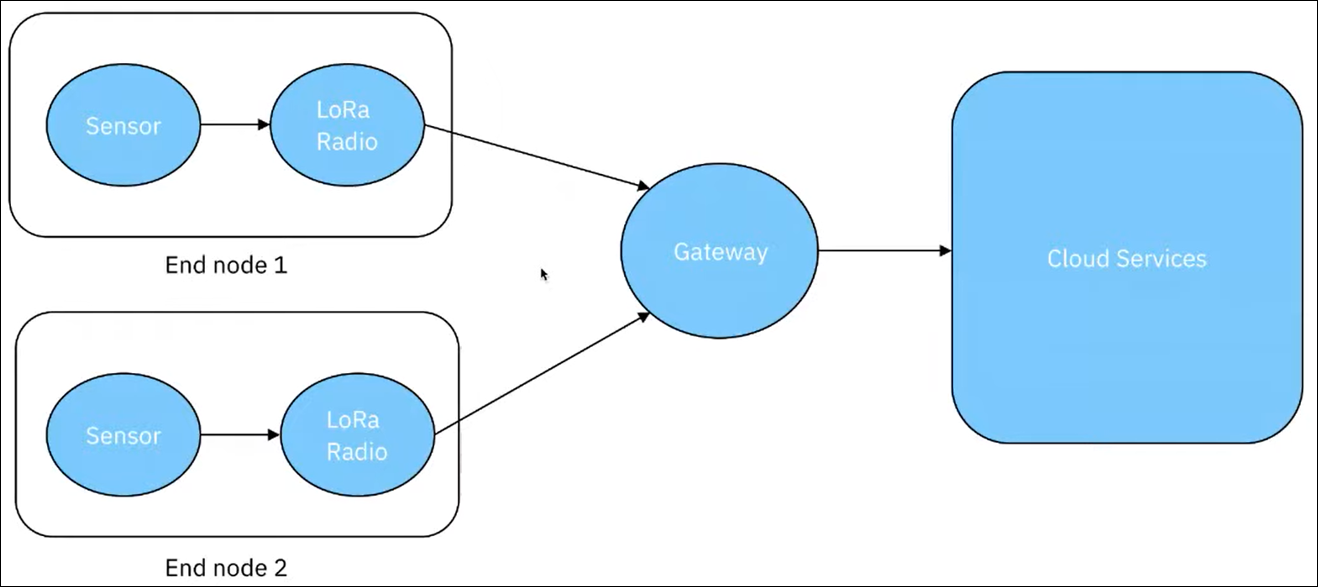 Sensor
LoRa
Radio
End node 1
Gateway
Cloud Services
Sensor
LoRa
Radio
End node 2